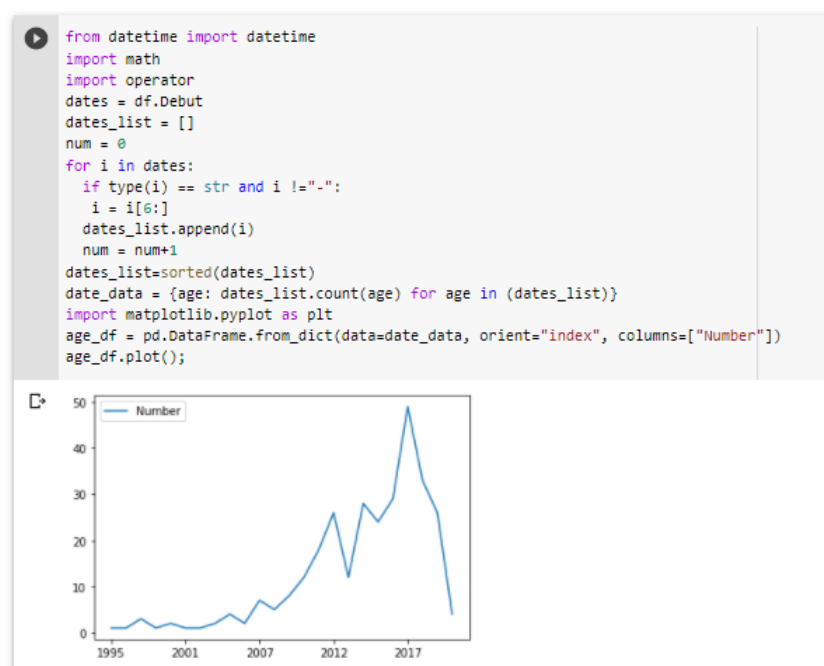 from datetime import datetime
import math
import operator
dates = df.Debut
dates_list = []
num = 0
for i in dates:
  if type(i) == str and i !="-":
   i = i[6:]
  dates_list.append(i)
  num = num+1
dates_list=sorted(dates_list)
date_data = {age: dates_list.count(age) for age in (dates_list)}
import matplotlib.pyplot as plt
age_df = pd.DataFrame.from_dict(data=date_data, orient="index", columns=["Number"])
age_df.plot();
50
Number
40
30
20
10
0
1995 2001 2007 2012 2017